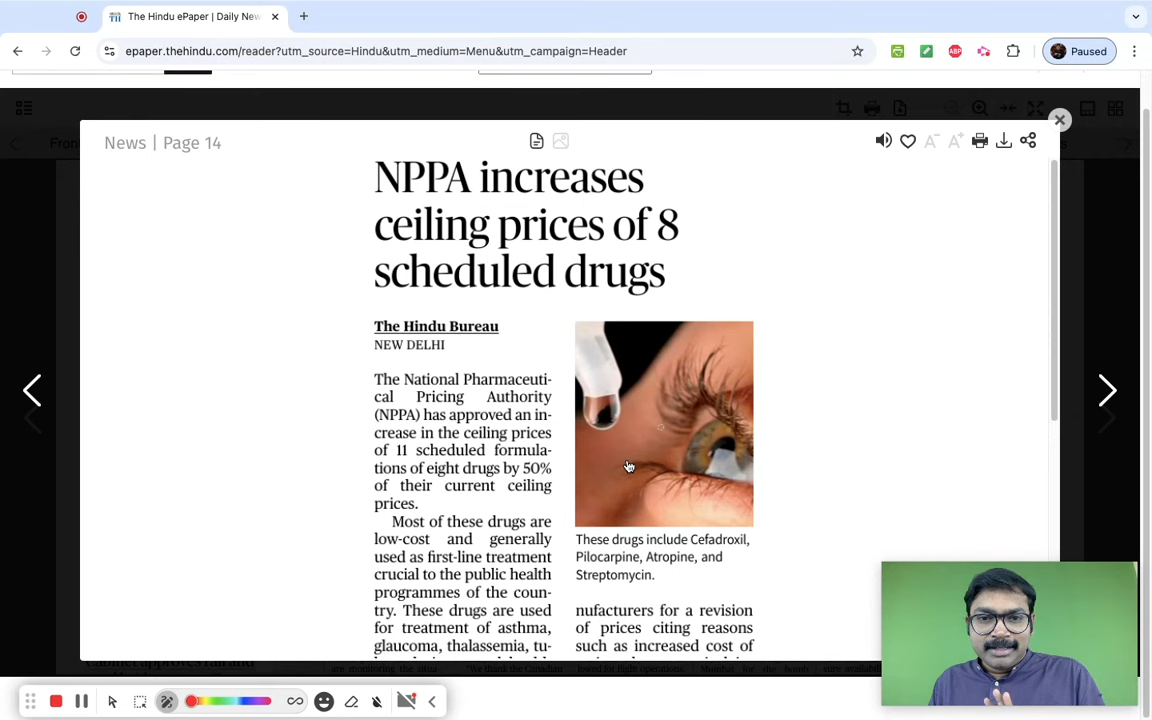 The Hindu ePaper | Daily New
epaper.thehindu.com/reader?utm_source=Hindu&utm_medium=Menu&utm_campaign=Header
ABP
Paused
Fron
News | Page 14
A-
A+
NPPA increases
ceiling prices of 8
scheduled drugs
The Hindu Bureau
NEW DELHI
The National Pharmaceuti-
cal Pricing Authority
(NPPA) has approved an in-
crease in the ceiling prices
of 11 scheduled formula-
tions of eight drugs by 50%
of their current ceiling
prices.
Most of these drugs are
low-cost and generally
used as first-line treatment
crucial to the public health
programmes of the coun-
try. These drugs are used
for treatment of asthma,
glaucoma, thalassemia, tu-
These drugs include Cefadroxil,
Pilocarpine, Atropine, and
Streptomycin.
nufacturers for a revision
of prices citing reasons
such as increased cost of